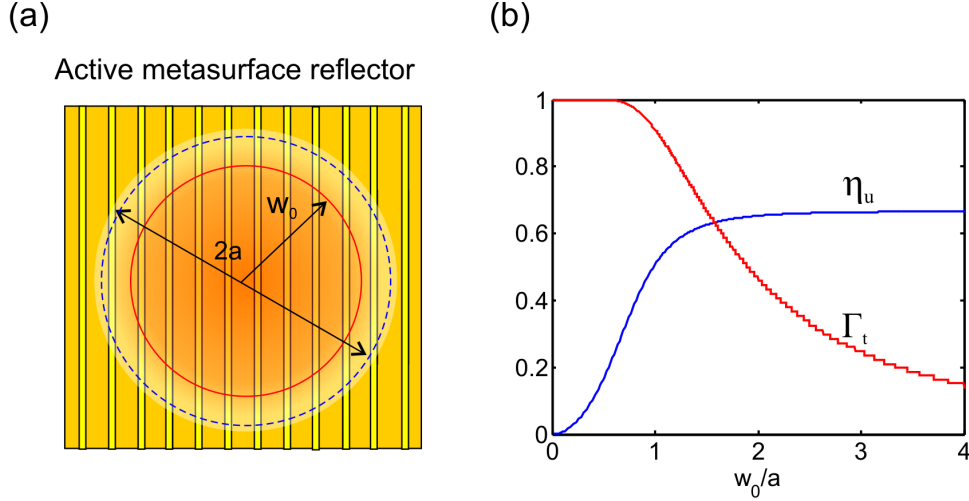 (a)
Active metasurface reflector
w₀
2a
(b)
1
0.8
0.6
0.4
0.2
0
0 1 2 3 4
ηᵤ
Γₜ
w₀/a